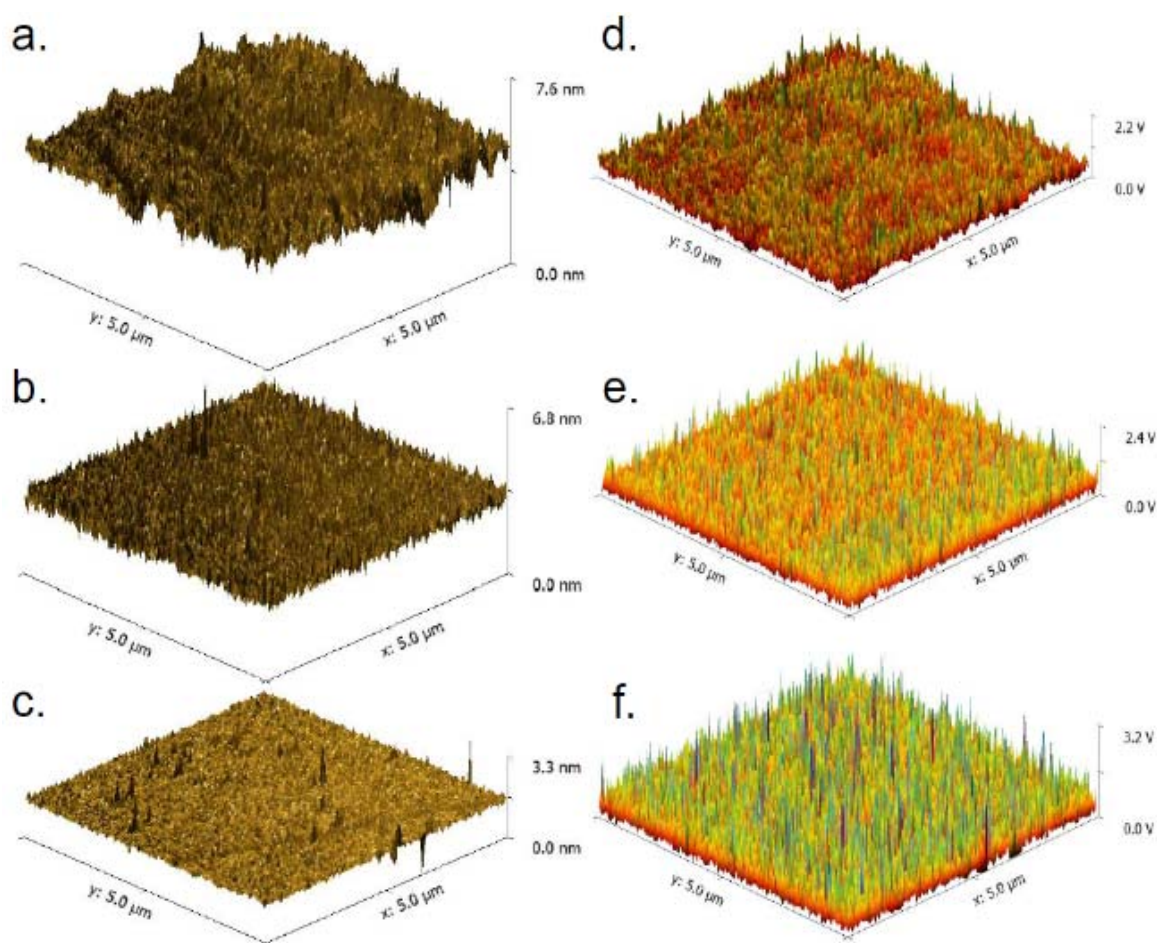 a.
7.6 nm
0.0 nm
y: 5.0 µm
x: 5.0 µm
d.
2.2 V
0.0 V
y: 5.0 µm
x: 5.0 µm
b.
6.8 nm
0.0 nm
y: 5.0 µm
x: 5.0 µm
e.
2.4 V
0.0 V
y: 5.0 µm
x: 5.0 µm
c.
3.3 nm
0.0 nm
y: 5.0 µm
x: 5.0 µm
f.
3.2 V
0.0 V
y: 5.0 µm
x: 5.0 µm